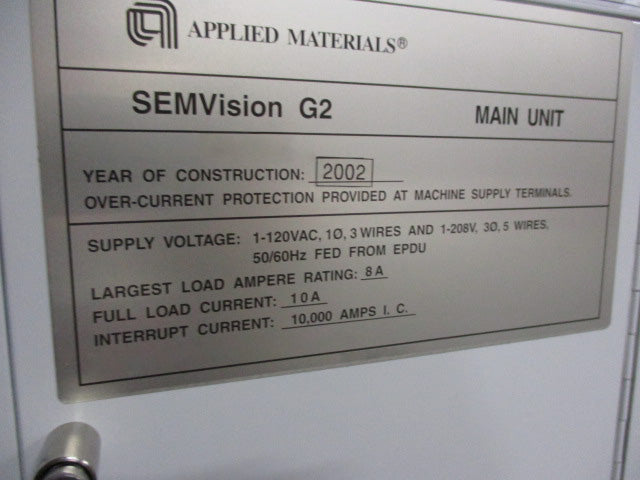 APPLIED MATERIALS®
SEMVision G2 MAIN UNIT
YEAR OF CONSTRUCTION: 2002
OVER-CURRENT PROTECTION PROVIDED AT MACHINE SUPPLY TERMINALS.
SUPPLY VOLTAGE: 1-120VAC, 1Ø, 3 WIRES AND 1-208V, 3Ø, 5 WIRES,
50/60Hz FED FROM EPDU
LARGEST LOAD AMPERE RATING: 8A
FULL LOAD CURRENT: 10A
INTERRUPT CURRENT: 10,000 AMPS I. C.